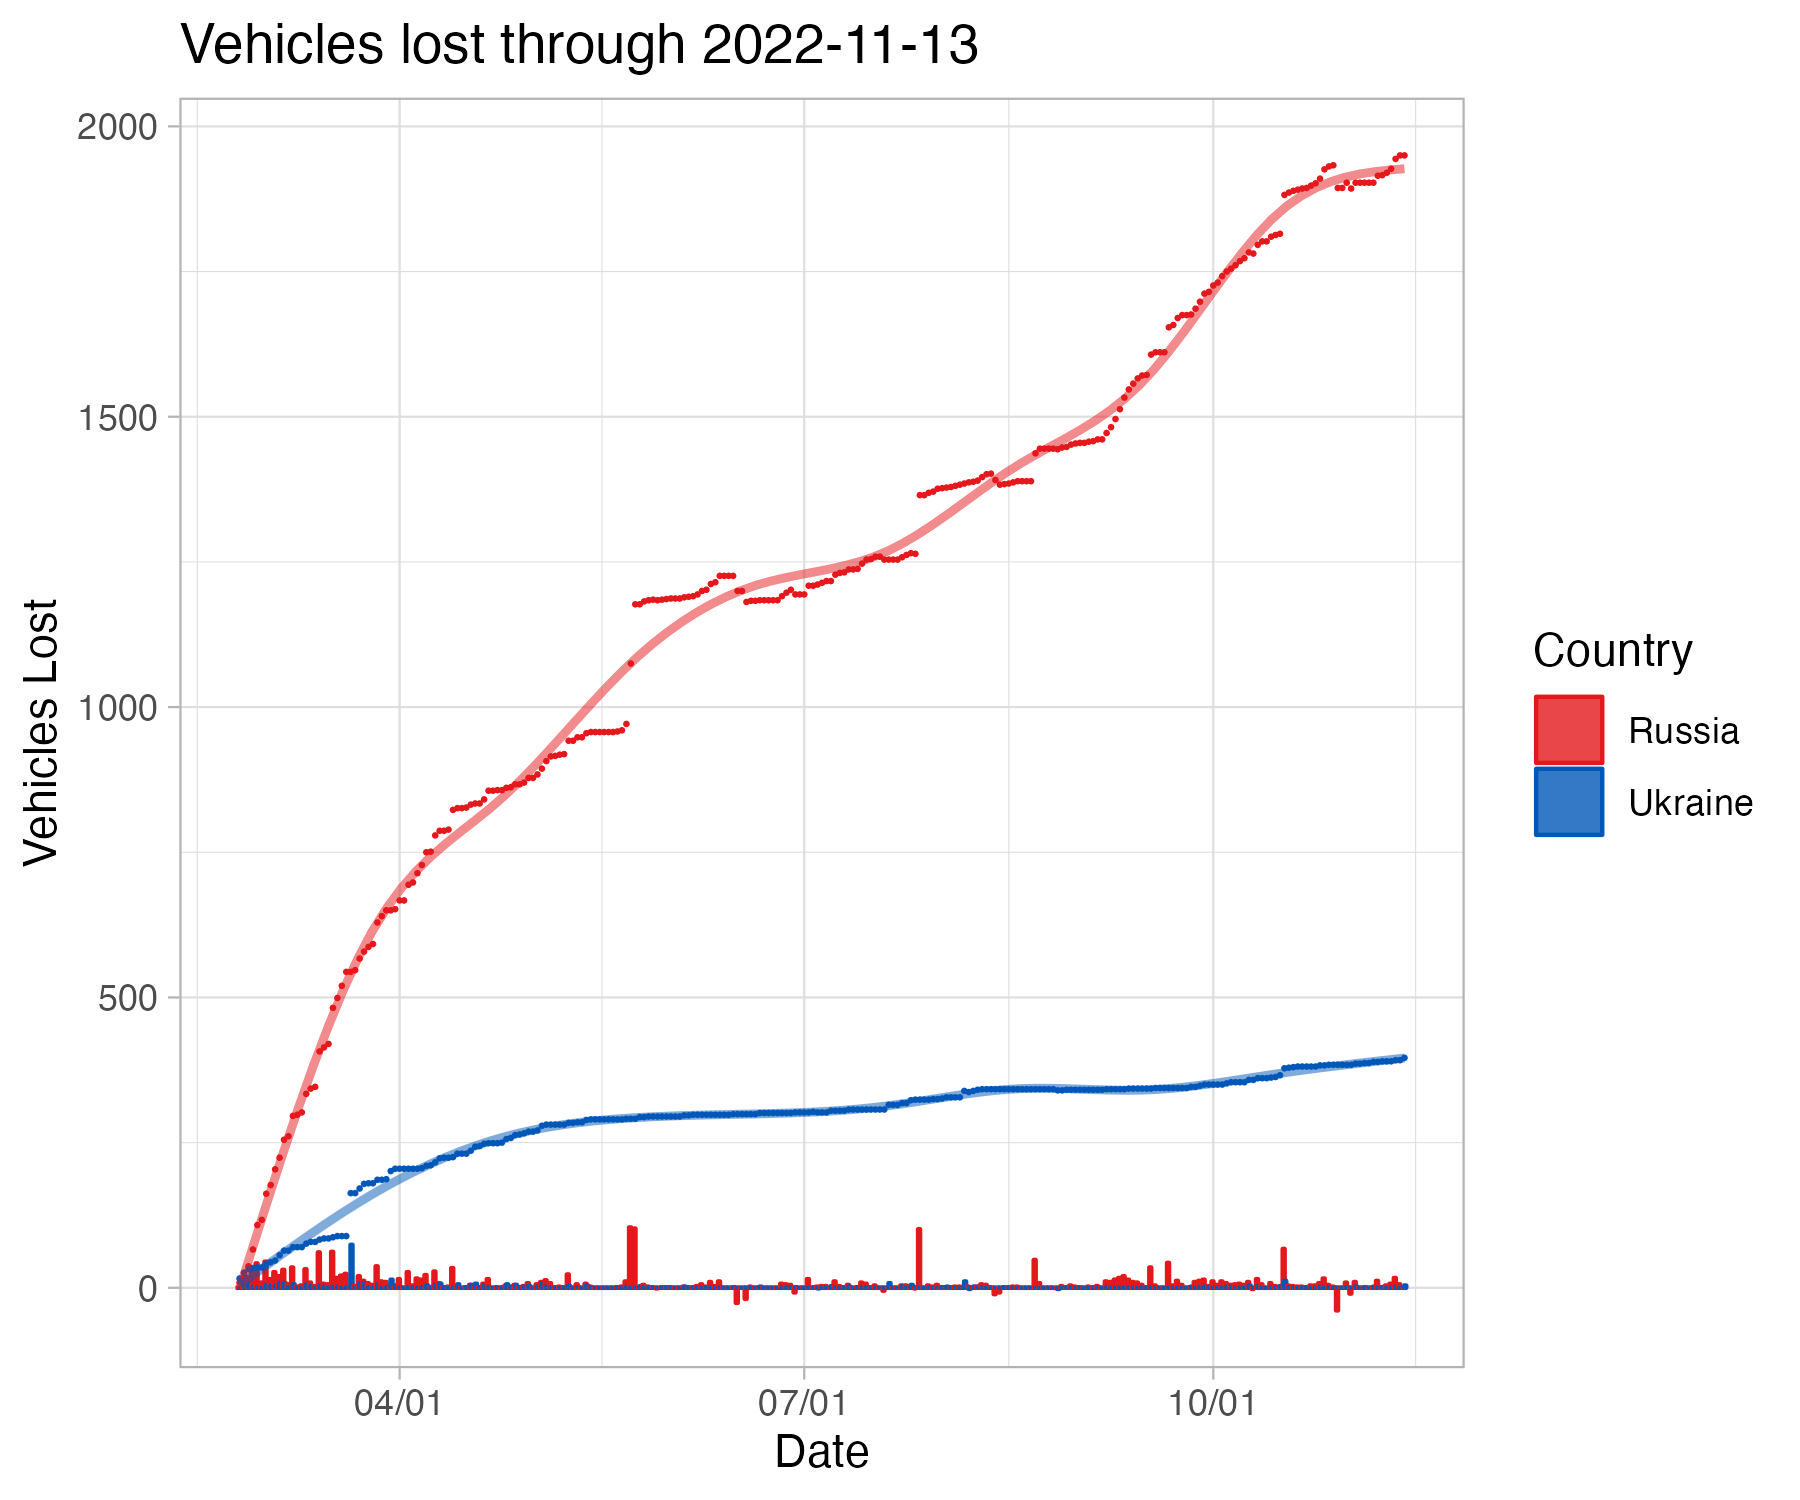 Vehicles lost through 2022-11-13
2000
1500
1000
500
0
Vehicles Lost
04/01
07/01
10/01
Date
Country
Russia
Ukraine